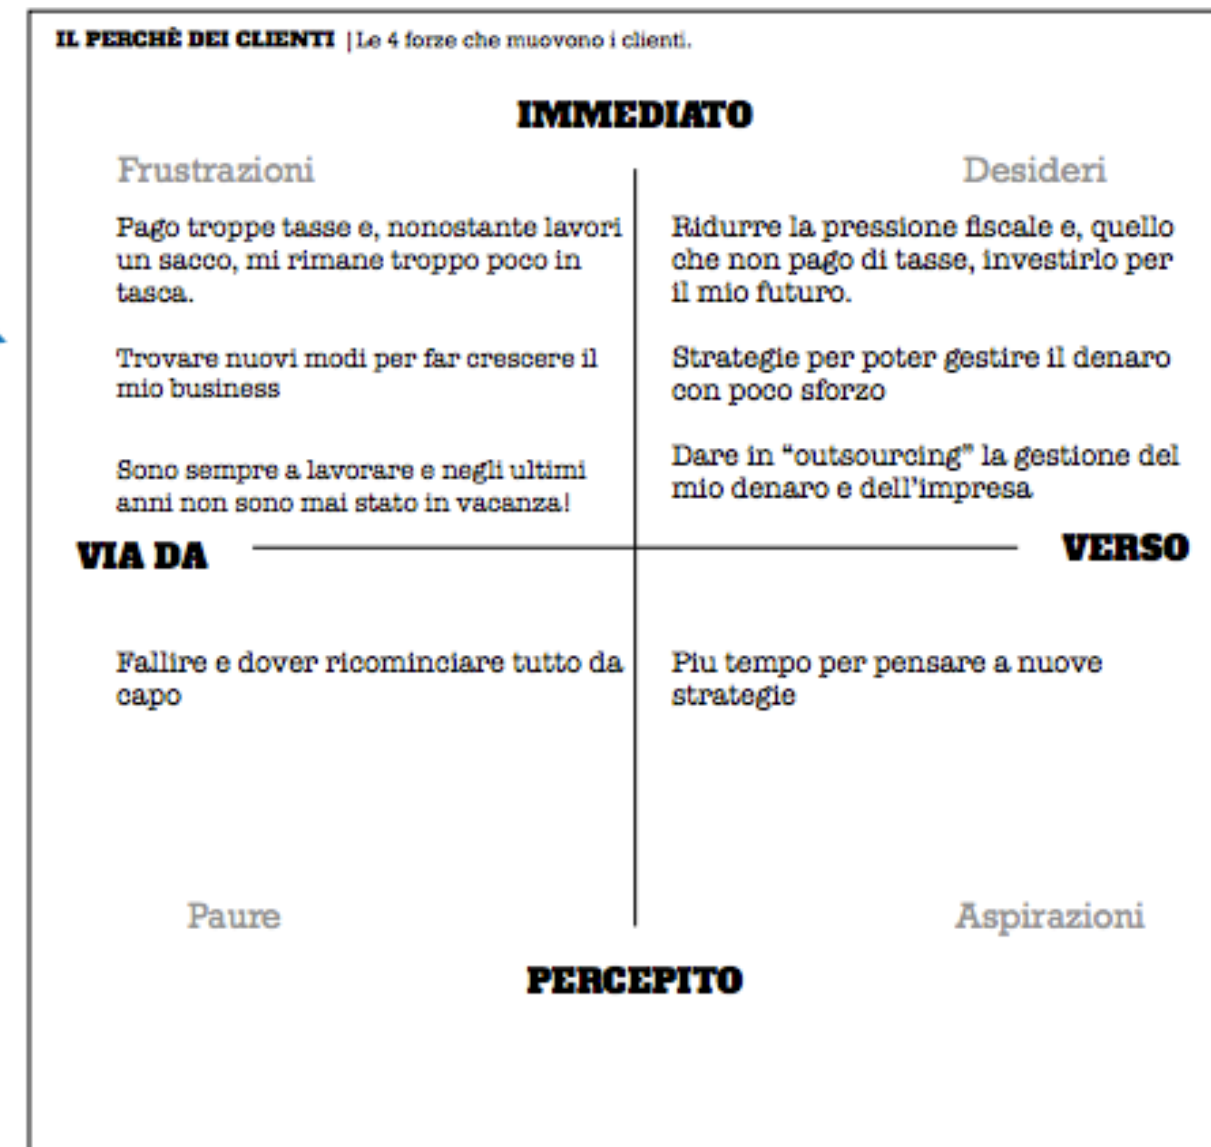 IL PERCHÈ DEI CLIENTI | Le 4 forze che muovono i clienti.
IMMEDIATO
Frustrazioni
Pago troppe tasse e, nonostante lavori
un sacco, mi rimane troppo poco in
tasca.
Trovare nuovi modi per far crescere il
mio business
Sono sempre a lavorare e negli ultimi
anni non sono mai stato in vacanza!
Desideri
Ridurre la pressione fiscale e, quello
che non pago di tasse, investirlo per
il mio futuro.
Strategie per poter gestire il denaro
con poco sforzo
Dare in “outsourcing” la gestione del
mio denaro e dell’impresa
VIA DA
VERSO
Fallire e dover ricominciare tutto da
capo
Paure
Piu tempo per pensare a nuove
strategie
Aspirazioni
PERCEPITO